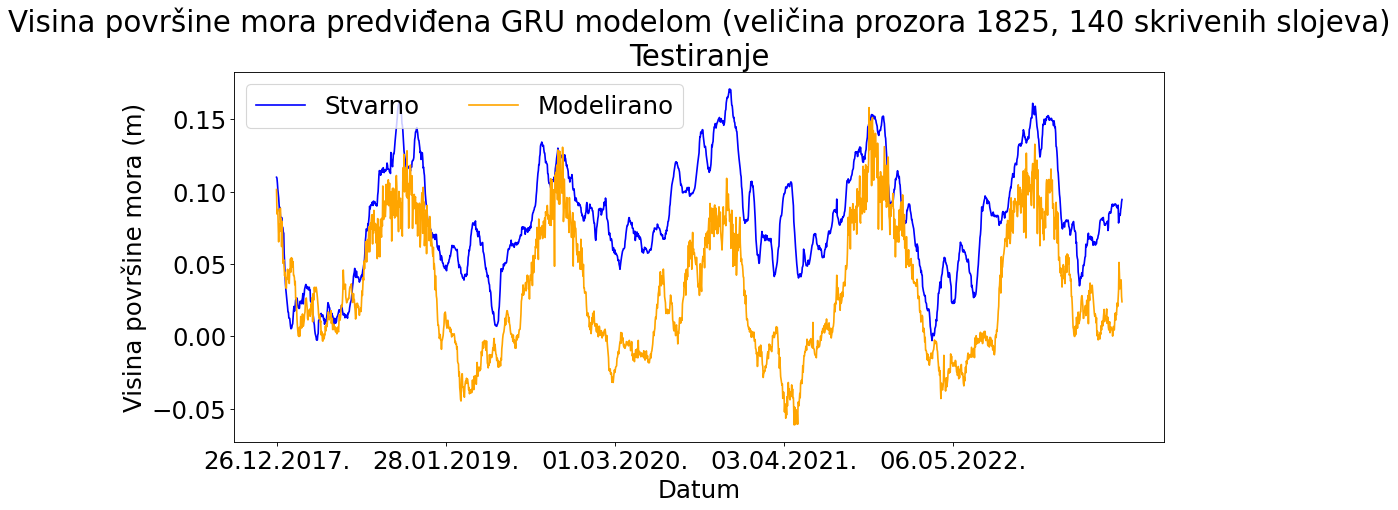 Visina površine mora predviđena GRU modelom (veličina prozora 1825, 140 skrivenih slojeva)
Testiranje
Stvarno
Modelirano
Visina površine mora (m)
0.15
0.10
0.05
0.00
−0.05
26.12.2017.
28.01.2019.
01.03.2020.
03.04.2021.
06.05.2022.
Datum